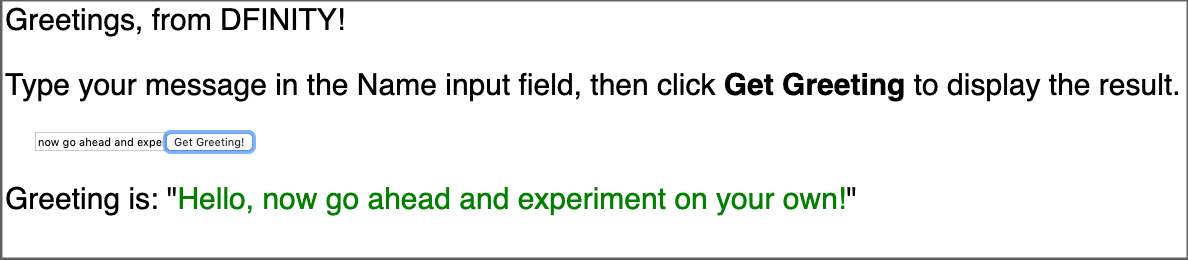 Greetings, from DFINITY!
Type your message in the Name input field, then click Get Greeting to display the result.
now go ahead and expe Get Greeting!
Greeting is: "Hello, now go ahead and experiment on your own!"